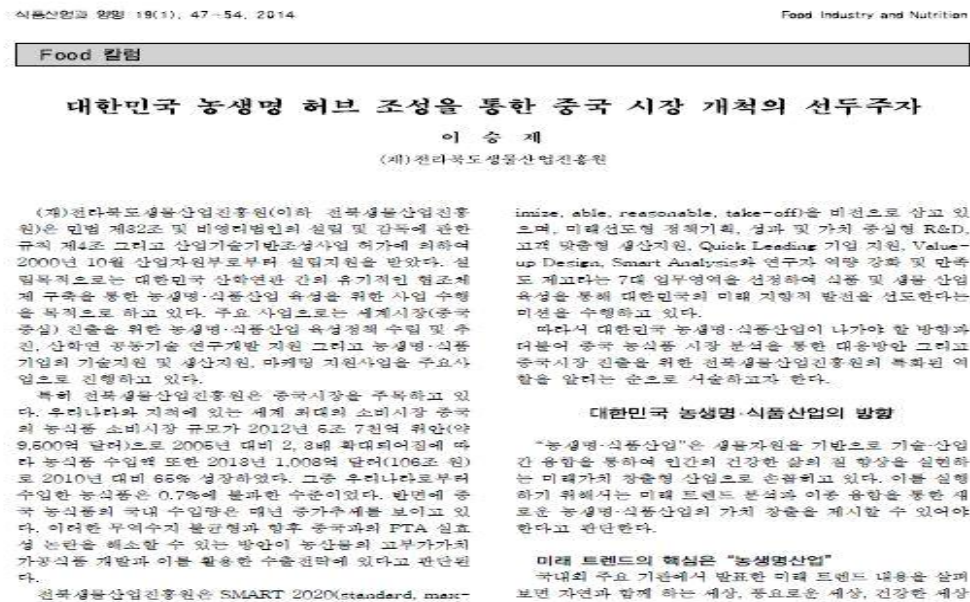 식품산업과 영양 19(1), 47~54, 2014
Food Industry and Nutrition
Food 칼럼
대한민국 농생명 허브 조성을 통한 중국 시장 개척의 선두주자
이 승 제
(재)전라북도생물산업진흥원
(재)전라북도생물산업진흥원(이하 전북생물산업진흥
원)은 민법 제32조 및 비영리법인의 설립 및 감독에 관한
규칙 제4조 그리고 산업기술기반조성사업 허가에 의하여
2000년 10월 산업자원부로부터 설립지원을 받았다. 설
립목적으로는 대한민국 산학연관 간의 유기적인 협조체
제 구축을 통한 농생명·식품산업 육성을 위한 사업 수행
을 목적으로 하고 있다. 주요 사업으로는 세계시장(중국
중심) 진출을 위한 농생명·식품산업 육성정책 수립 및 추
진, 산학연 공동기술 연구개발 지원 그리고 농생명·식품
기업의 기술지원 및 생산지원, 마케팅 지원사업을 주요사
업으로 진행하고 있다.
특히 전북생물산업진흥원은 중국시장을 주목하고 있
다. 우리나라와 지척에 있는 세계 최대의 소비시장 중국
의 농식품 소비시장 규모가 2012년 5조 7천억 위안(약
9,500억 달러)으로 2005년 대비 2, 3배 확대되어짐에 따
라 농식품 수입액 또한 2013년 1,008억 달러(106조 원)
로 2010년 대비 65% 성장하였다. 그중 우리나라로부터
수입한 농식품은 0.7%에 불과한 수준이었다. 반면에 중
국 농식품의 국내 수입량은 매년 증가추세를 보이고 있
다. 이러한 무역수지 불균형과 향후 중국과의 FTA 실효
성 논란을 해소할 수 있는 방안이 농산물의 고부가가치
가공식품 개발과 이를 활용한 수출전략에 있다고 판단된
다.
전북생물산업진흥원은 SMART 2020(standard, max-
imize, able, reasonable, take-off)을 비전으로 삼고 있
으며, 미래선도형 정책기획, 성과 및 가치 중심형 R&D,
고객 맞춤형 생산지원, Quick Leading 기업 지원, Value-
up Design, Smart Analysis와 연구자 역량 강화 및 만족
도 제고라는 7대 업무영역을 선정하여 식품 및 생물 산업
육성을 통해 대한민국의 미래 지향적 발전을 선도한다는
미션을 수행하고 있다.
따라서 대한민국 농생명·식품산업이 나가야 할 방향과
더불어 중국 농식품 시장 분석을 통한 대응방안 그리고
중국시장 진출을 위한 전북생물산업진흥원의 특화된 역
할을 알리는 순으로 서술하고자 한다.
대한민국 농생명·식품산업의 방향
"농생명·식품산업"은 생물자원을 기반으로 기술·산업
간 융합을 통하여 인간의 건강한 삶의 질 향상을 실현하
는 미래가치 창출형 산업으로 손꼽히고 있다. 이를 실행
하기 위해서는 미래 트렌드 분석과 이종 융합을 통한 새
로운 농생명·식품산업의 가치 창출을 제시할 수 있어야
한다고 판단한다.
미래 트렌드의 핵심은 "농생명산업"
국내외 주요 기관에서 발표한 미래 트렌드 내용을 살펴
보면 자연과 함께 하는 세상, 풍요로운 세상, 건강한 세상